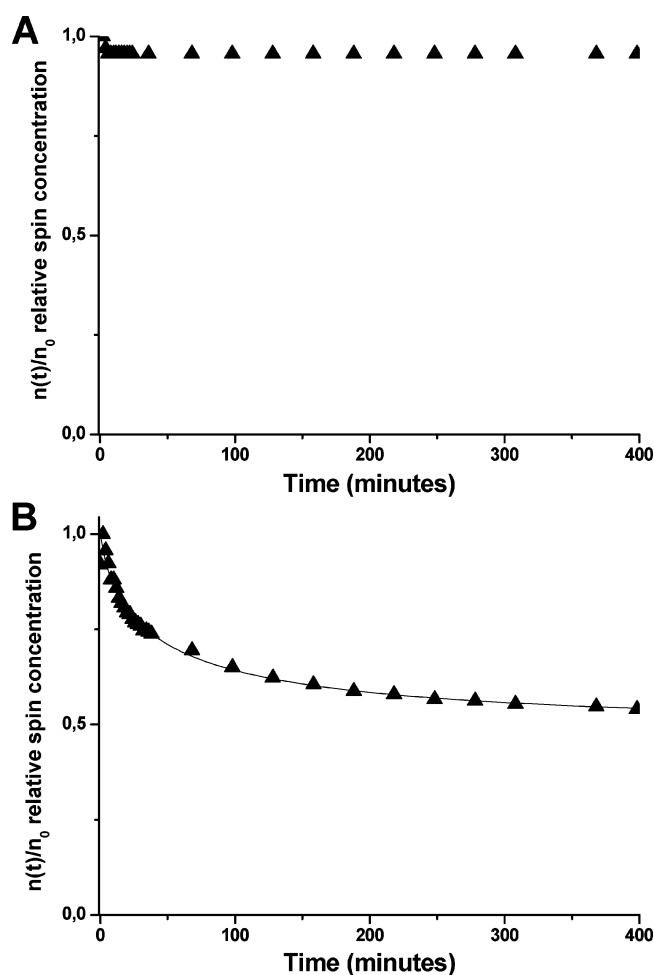 A
1,0
0,5
0,0
n(t)/n₀ relative spin concentration
0 100 200 300 400
Time (minutes)
B
1,0
0,5
0,0
n(t)/n₀ relative spin concentration
0 100 200 300 400
Time (minutes)